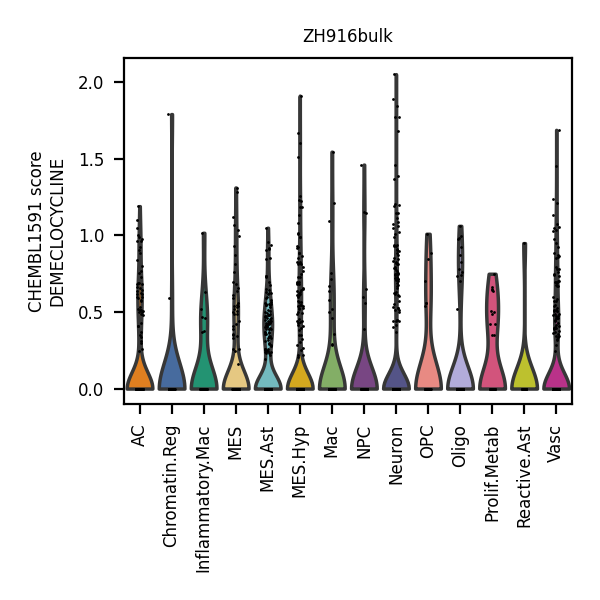 ZH916bulk
CHEMBL1591 score
DEMECLOCYCLINE
2.0
1.5
1.0
0.5
0.0
AC
Chromatin.Reg
Inflammatory.Mac
MES
MES.Ast
MES.Hyp
Mac
NPC
Neuron
OPC
Oligo
Prolif.Metab
Reactive.Ast
Vasc